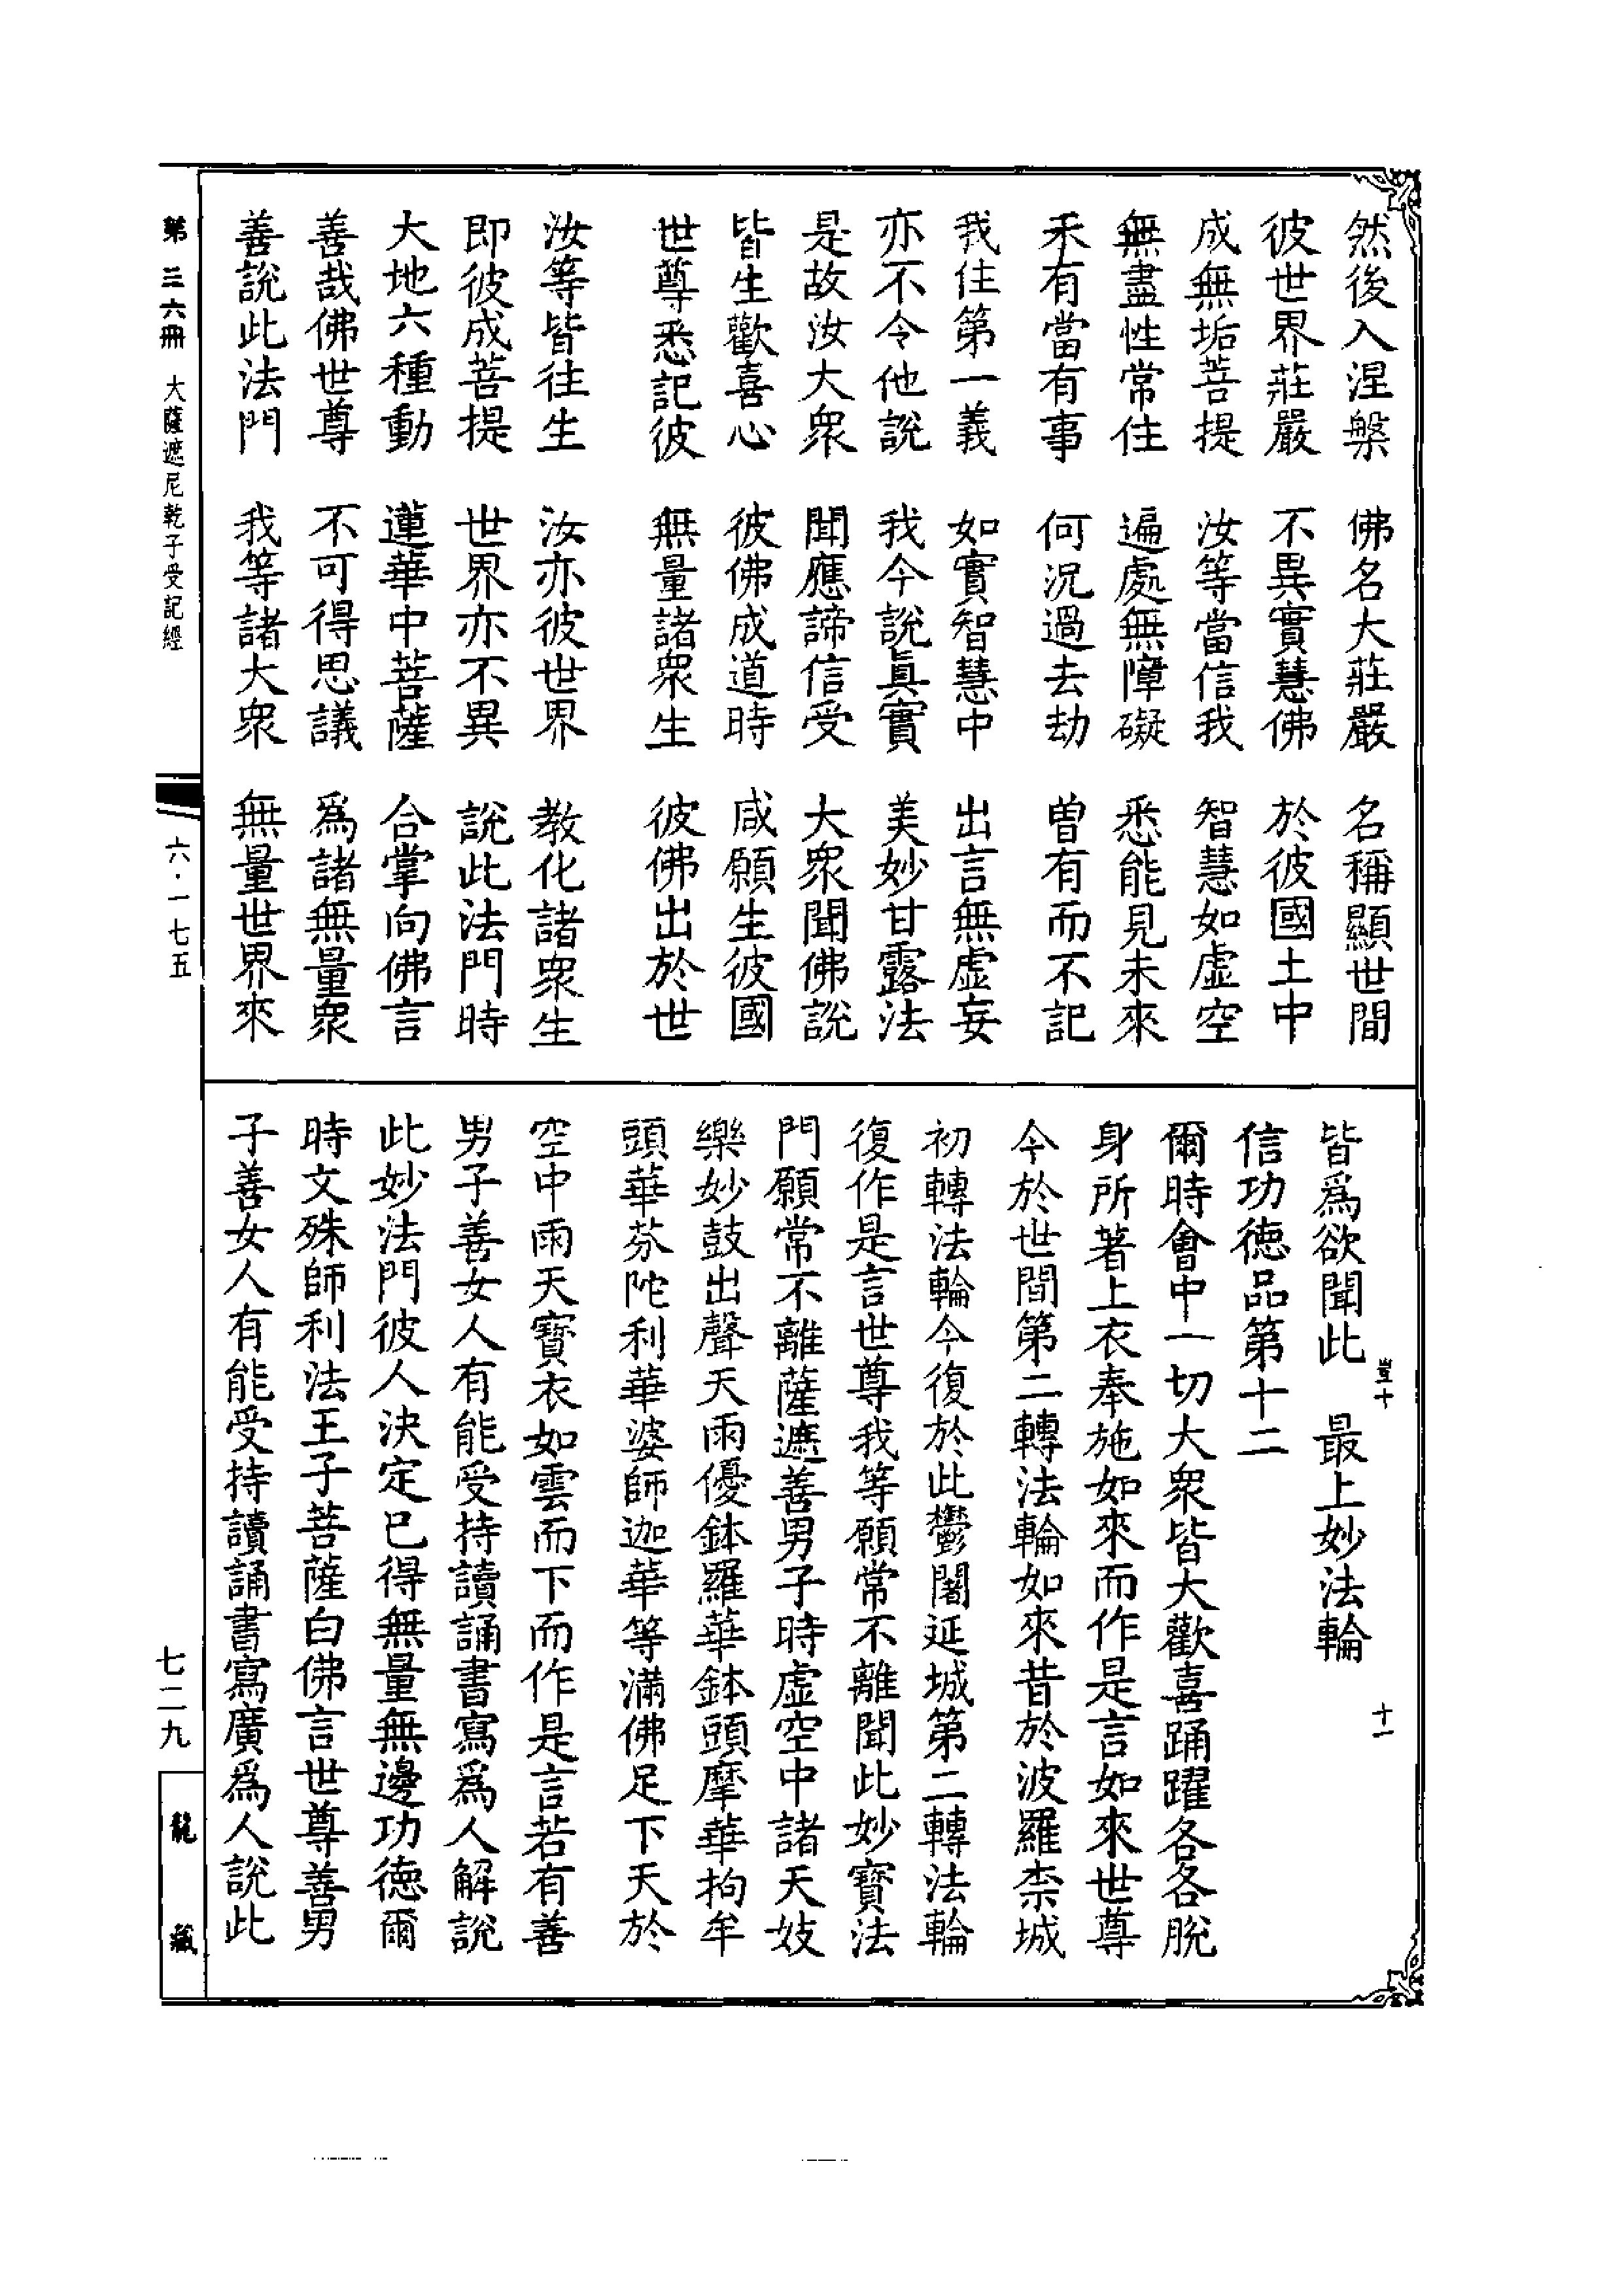 然後入涅槃　佛名大莊嚴　名稱顯世間
彼世界莊嚴　不異實慧佛　於彼國土中
成無垢菩提　汝等當信我　智慧如虛空
無盡性常住　遍處無障礙　悉能見未來
未有當有事　何況過去劫　曾有而不記
我住第一義　如實智慧中　出言無虛妄
亦不令他說　我今說真實　美妙甘露法
是故汝大衆　聞應諦信受　大衆聞佛說
皆生歡喜心　彼佛成道時　咸願生彼國
世尊悉記彼　無量諸衆生　彼佛出於世
汝等皆往生　汝亦彼世界　教化諸衆生
即彼成菩提　世界亦不異　說此法門時
大地六種動　蓮華中菩薩　合掌向佛言
善哉佛世尊　不可得思議　為諸無量衆
善說此法門　我等諸大衆　無量世界來
皆為欲聞此　最上妙法輪
豈十　十一
信功德品第十二
爾時會中一切大衆皆大歡喜踊躍各各脫
身所著上衣奉施如來而作是言如來世尊
今於世間第二轉法輪如來昔於波羅柰城
初轉法輪今復於此鬱闍延城第二轉法輪
復作是言世尊我等願常不離聞此妙寶法
門願常不離薩遮善男子時虛空中諸天妓
樂妙鼓出聲天雨優鉢羅華鉢頭摩華拘牟
頭華芬陀利華婆師迦華等滿佛足下天於
空中雨天寶衣如雲而下而作是言若有善
男子善女人有能受持讀誦書寫為人解說
此妙法門彼人決定已得無量無邊功德爾
時文殊師利法王子菩薩白佛言世尊善男
子善女人有能受持讀誦書寫廣為人說此
第三六冊　大薩遮尼乾子受記經
六·一七五
七二九
龍藏